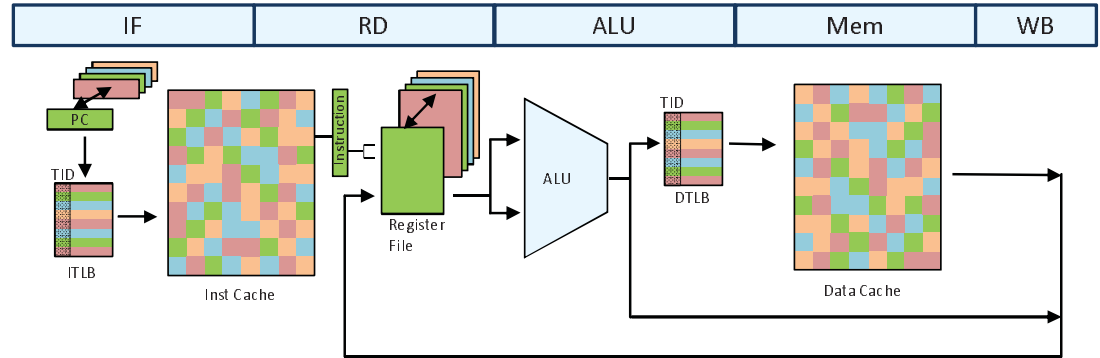 IF
RD
ALU
Mem
WB
PC
TID
ITLB
Inst Cache
Instruction
Register
File
ALU
TID
DTLB
Data Cache